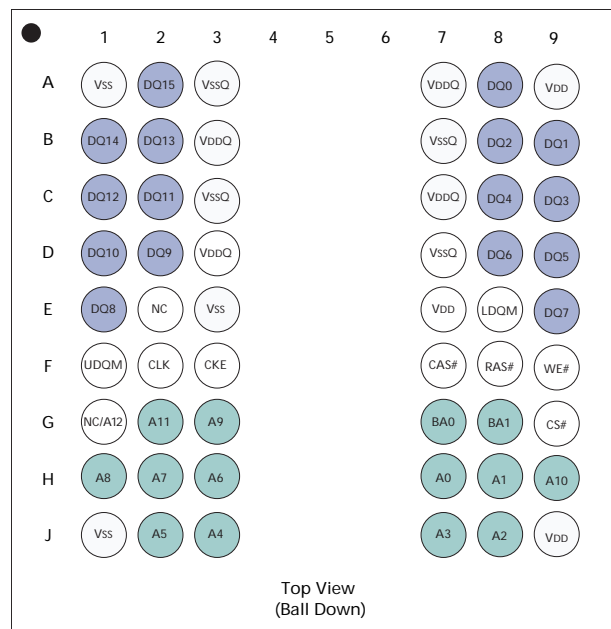 1 2 3 4 5 6 7 8 9
A VSS DQ15 VSSQ VDDQ DQ0 VDD
B DQ14 DQ13 VDDQ VSSQ DQ2 DQ1
C DQ12 DQ11 VSSQ VDDQ DQ4 DQ3
D DQ10 DQ9 VDDQ VSSQ DQ6 DQ5
E DQ8 NC VSS VDD LDQM DQ7
F UDQM CLK CKE CAS# RAS# WE#
G NC/A12 A11 A9 BA0 BA1 CS#
H A8 A7 A6 A0 A1 A10
J VSS A5 A4 A3 A2 VDD
Top View
(Ball Down)